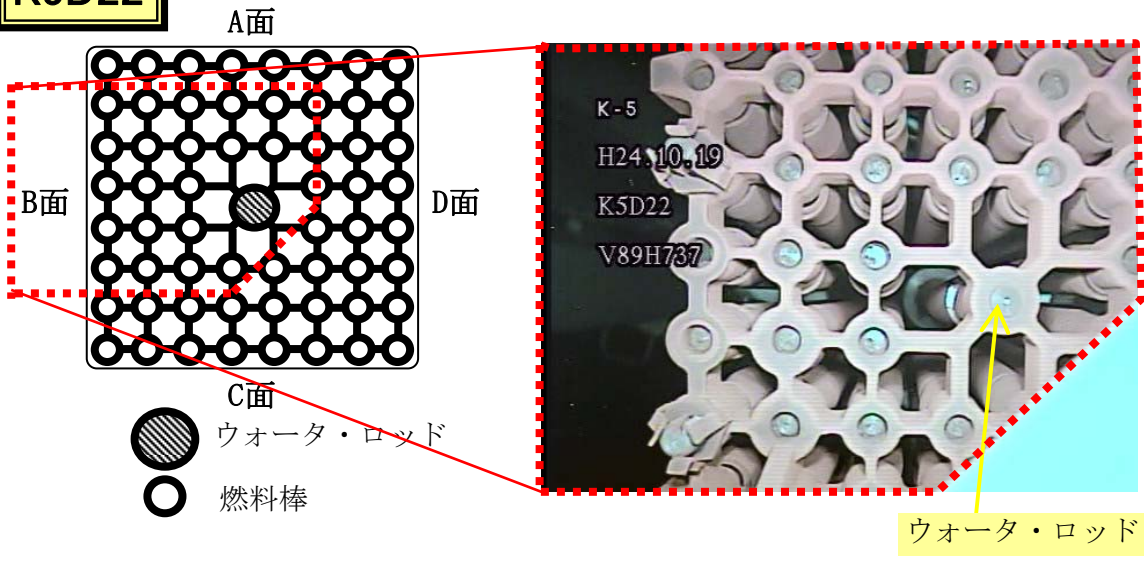 K5D22
A面
B面
D面
C面
ウォータ・ロッド
燃料棒
K-5
H24.10.19
K5D22
V89H737
ウォータ・ロッド